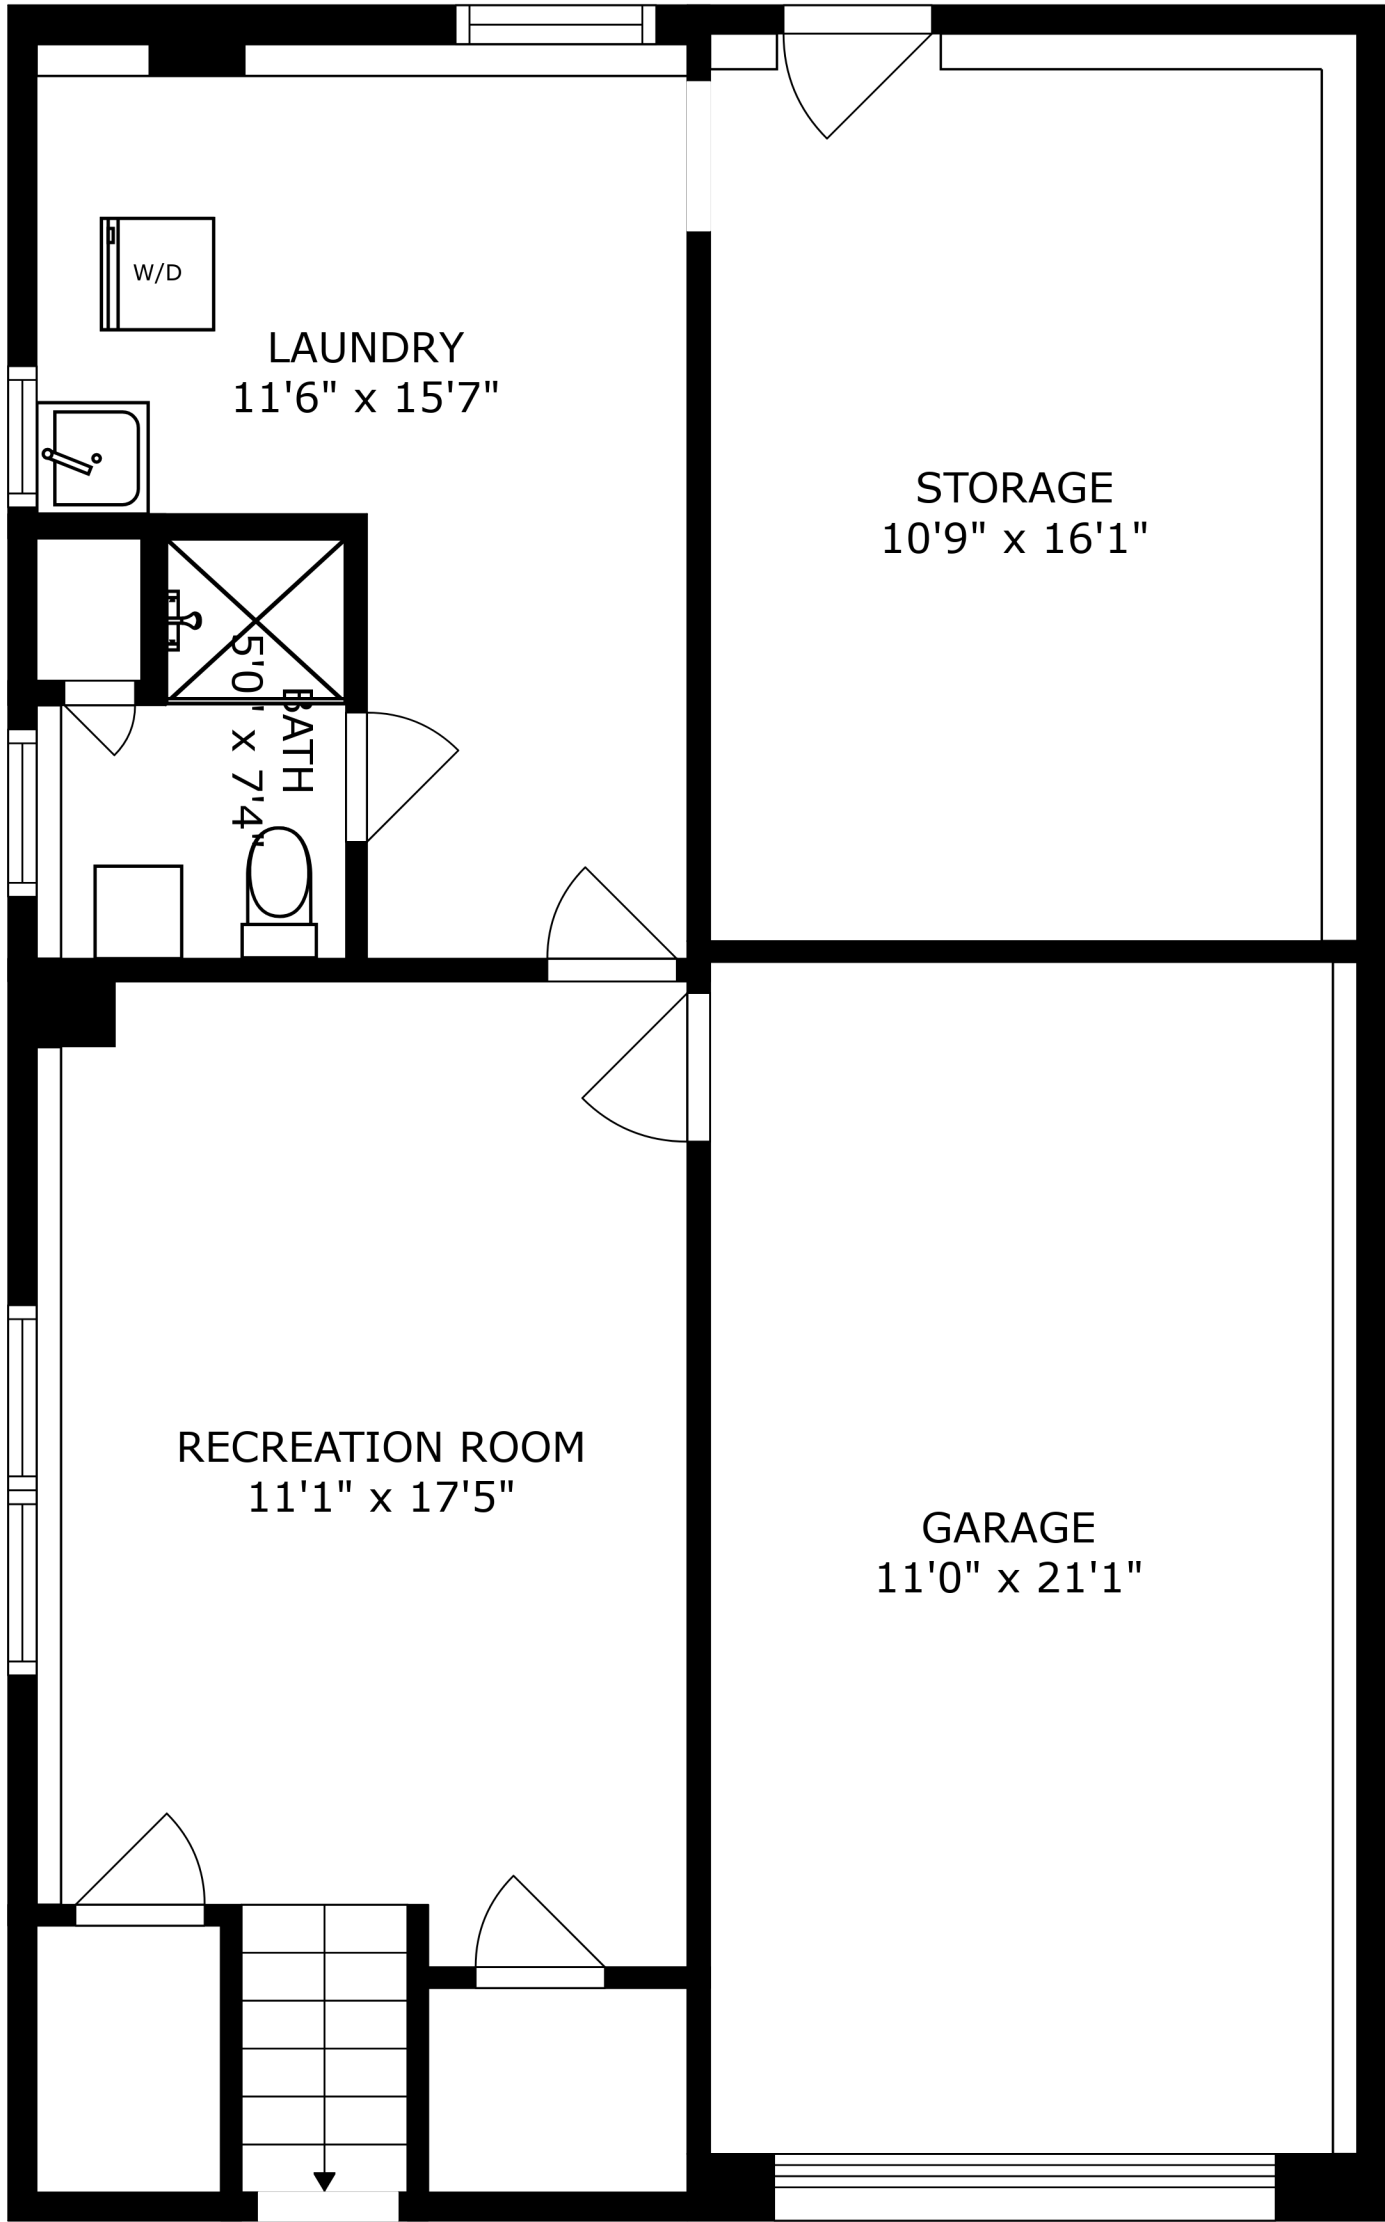 W/D
LAUNDRY
11'6" x 15'7"
STORAGE
10'9" x 16'1"
BATH
5'0" x 7'4"
RECREATION ROOM
11'1" x 17'5"
GARAGE
11'0" x 21'1"